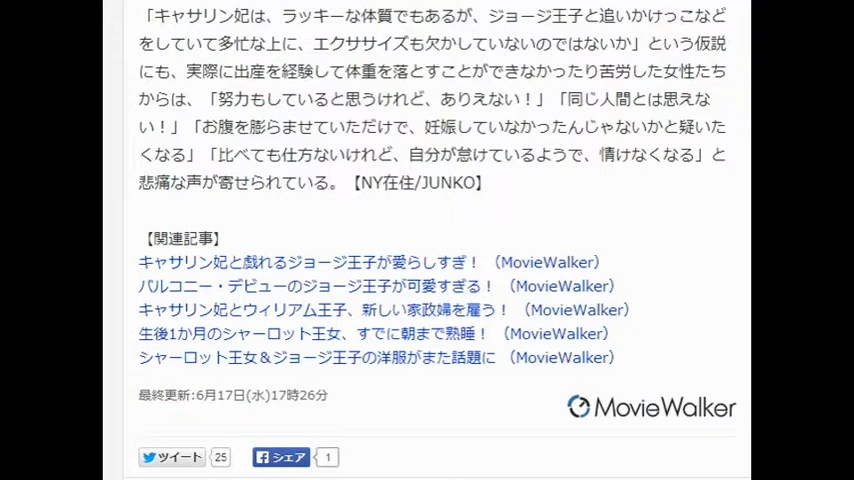 「キャサリン妃は、ラッキーな体質でもあるが、ジョージ王子と追いかけっこなど
をしていて多忙な上に、エクササイズも欠かしていないのではないか」という仮説
にも、実際に出産を経験して体重を落とすことができなかったり苦労した女性たち
からは、「努力もしていると思うけれど、ありえない！」「同じ人間とは思えな
い！」「お腹を膨らませていただけで、妊娠していなかったんじゃないかと疑いた
くなる」「比べても仕方ないけれど、自分が怠けているようで、情けなくなる」と
悲痛な声が寄せられている。【NY在住/JUNKO】
【関連記事】
キャサリン妃と戯れるジョージ王子が愛らしすぎ！（MovieWalker）
バルコニー・デビューのジョージ王子が可愛すぎる！（MovieWalker）
キャサリン妃とウィリアム王子、新しい家政婦を雇う！（MovieWalker）
生後1か月のシャーロット王女、すでに朝まで熟睡！（MovieWalker）
シャーロット王女＆ジョージ王子の洋服がまた話題に（MovieWalker）
最終更新:6月17日(水)17時26分
MovieWalker
ツイート 25 シェア 1